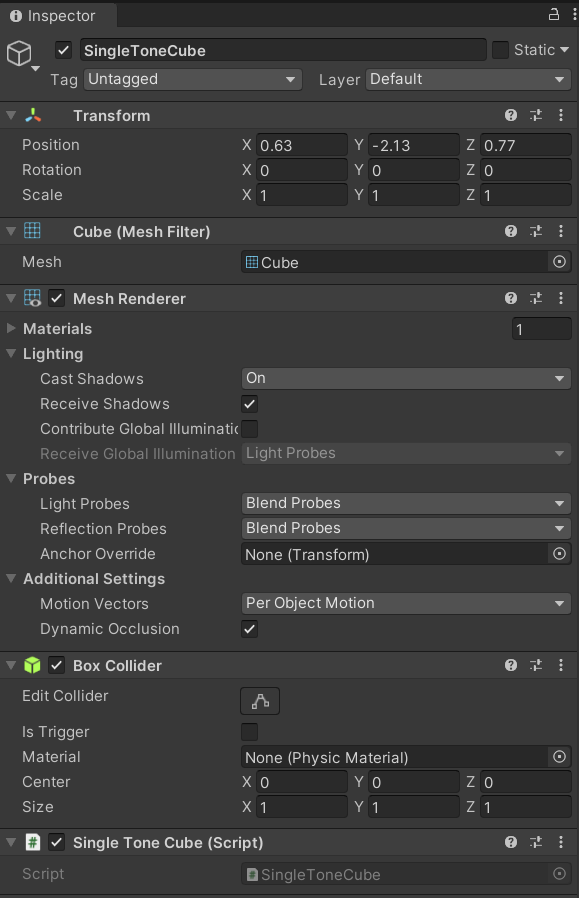 Inspector
SingleToneCube Static
Tag Untagged Layer Default
Transform
Position X 0.63 Y -2.13 Z 0.77
Rotation X 0 Y 0 Z 0
Scale X 1 Y 1 Z 1
Cube (Mesh Filter)
Mesh Cube
Mesh Renderer
Materials 1
Lighting
Cast Shadows On
Receive Shadows
Contribute Global Illuminatic
Receive Global Illumination Light Probes
Probes
Light Probes Blend Probes
Reflection Probes Blend Probes
Anchor Override None (Transform)
Additional Settings
Motion Vectors Per Object Motion
Dynamic Occlusion
Box Collider
Edit Collider
Is Trigger
Material None (Physic Material)
Center X 0 Y 0 Z 0
Size X 1 Y 1 Z 1
Single Tone Cube (Script)
Script SingleToneCube